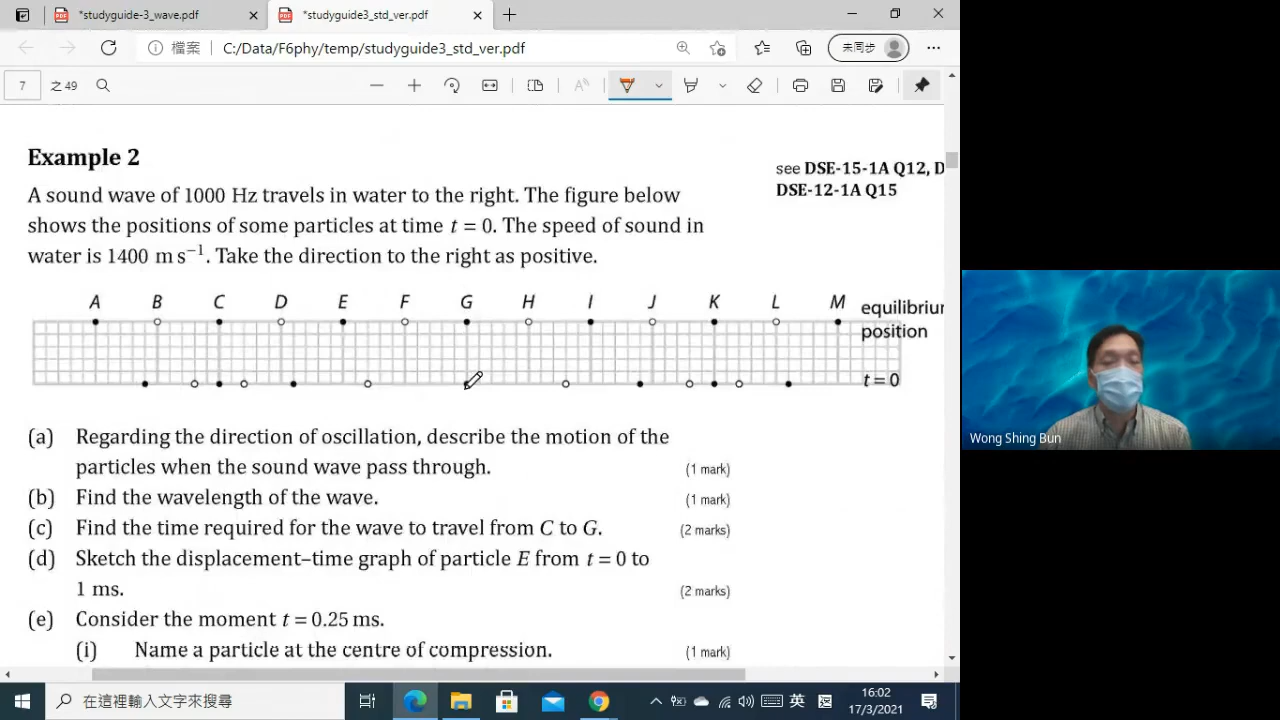 *studyguide-3_wave.pdf
*studyguide3_std_ver.pdf
檔案 C:/Data/F6phy/temp/studyguide3_std_ver.pdf
未同步
7 之 49
Example 2
see DSE-15-1A Q12, D
DSE-12-1A Q15
A sound wave of 1000 Hz travels in water to the right. The figure below
shows the positions of some particles at time t = 0. The speed of sound in
water is 1400 m s⁻¹. Take the direction to the right as positive.
A B C D E F G H I J K L M
equilibriur
position
t = 0
(a) Regarding the direction of oscillation, describe the motion of the
particles when the sound wave pass through. (1 mark)
(b) Find the wavelength of the wave. (1 mark)
(c) Find the time required for the wave to travel from C to G. (2 marks)
(d) Sketch the displacement–time graph of particle E from t = 0 to
1 ms. (2 marks)
(e) Consider the moment t = 0.25 ms.
(i) Name a particle at the centre of compression. (1 mark)
Wong Shing Bun
在這裡輸入文字來搜尋
英
16:02
17/3/2021